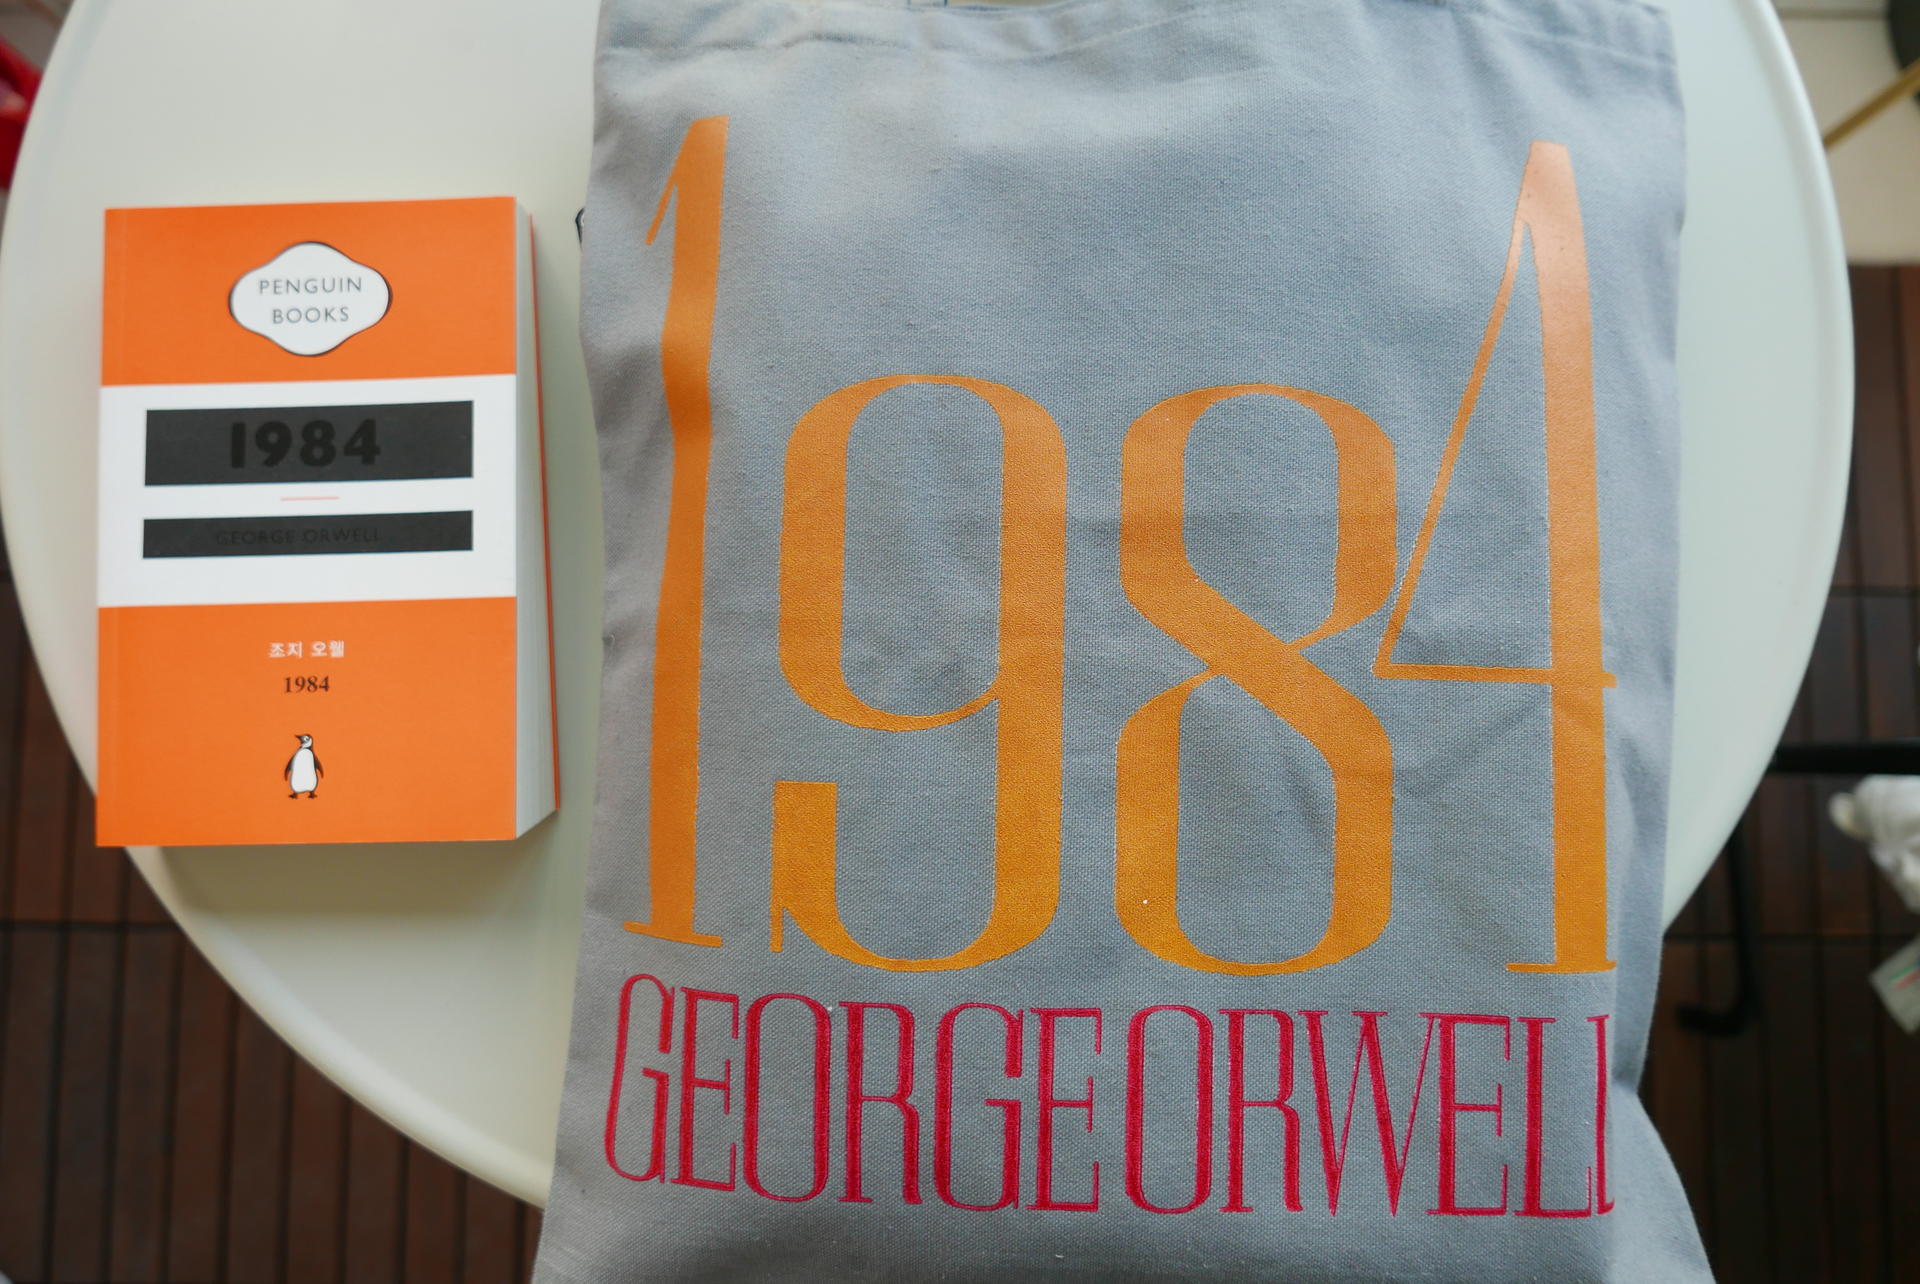 PENGUIN
BOOKS
1984
GEORGE ORWELL
조지 오웰
1984
1984
GEORGE ORWELL